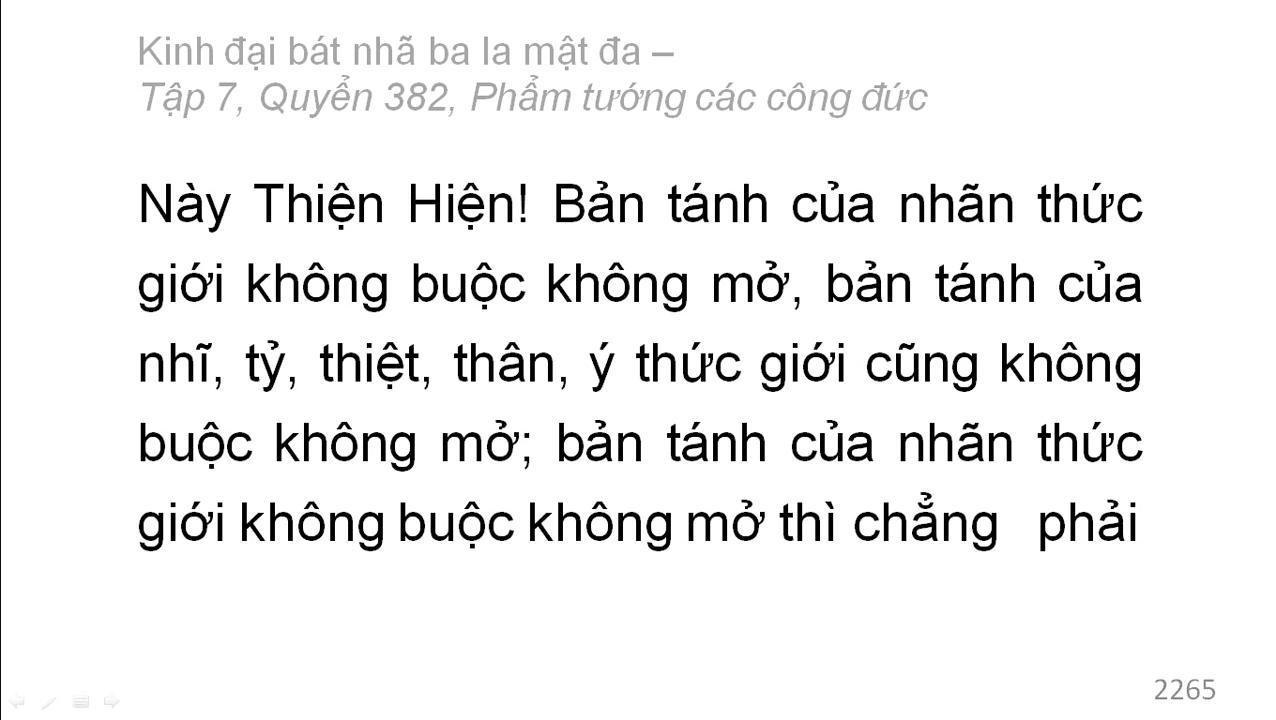 Kinh đại bát nhã ba la mật đa –
Tập 7, Quyển 382, Phẩm tướng các công đức
Này Thiện Hiện! Bản tánh của nhãn thức
giới không buộc không mở, bản tánh của
nhĩ, tỷ, thiệt, thân, ý thức giới cũng không
buộc không mở; bản tánh của nhãn thức
giới không buộc không mở thì chẳng phải
2265